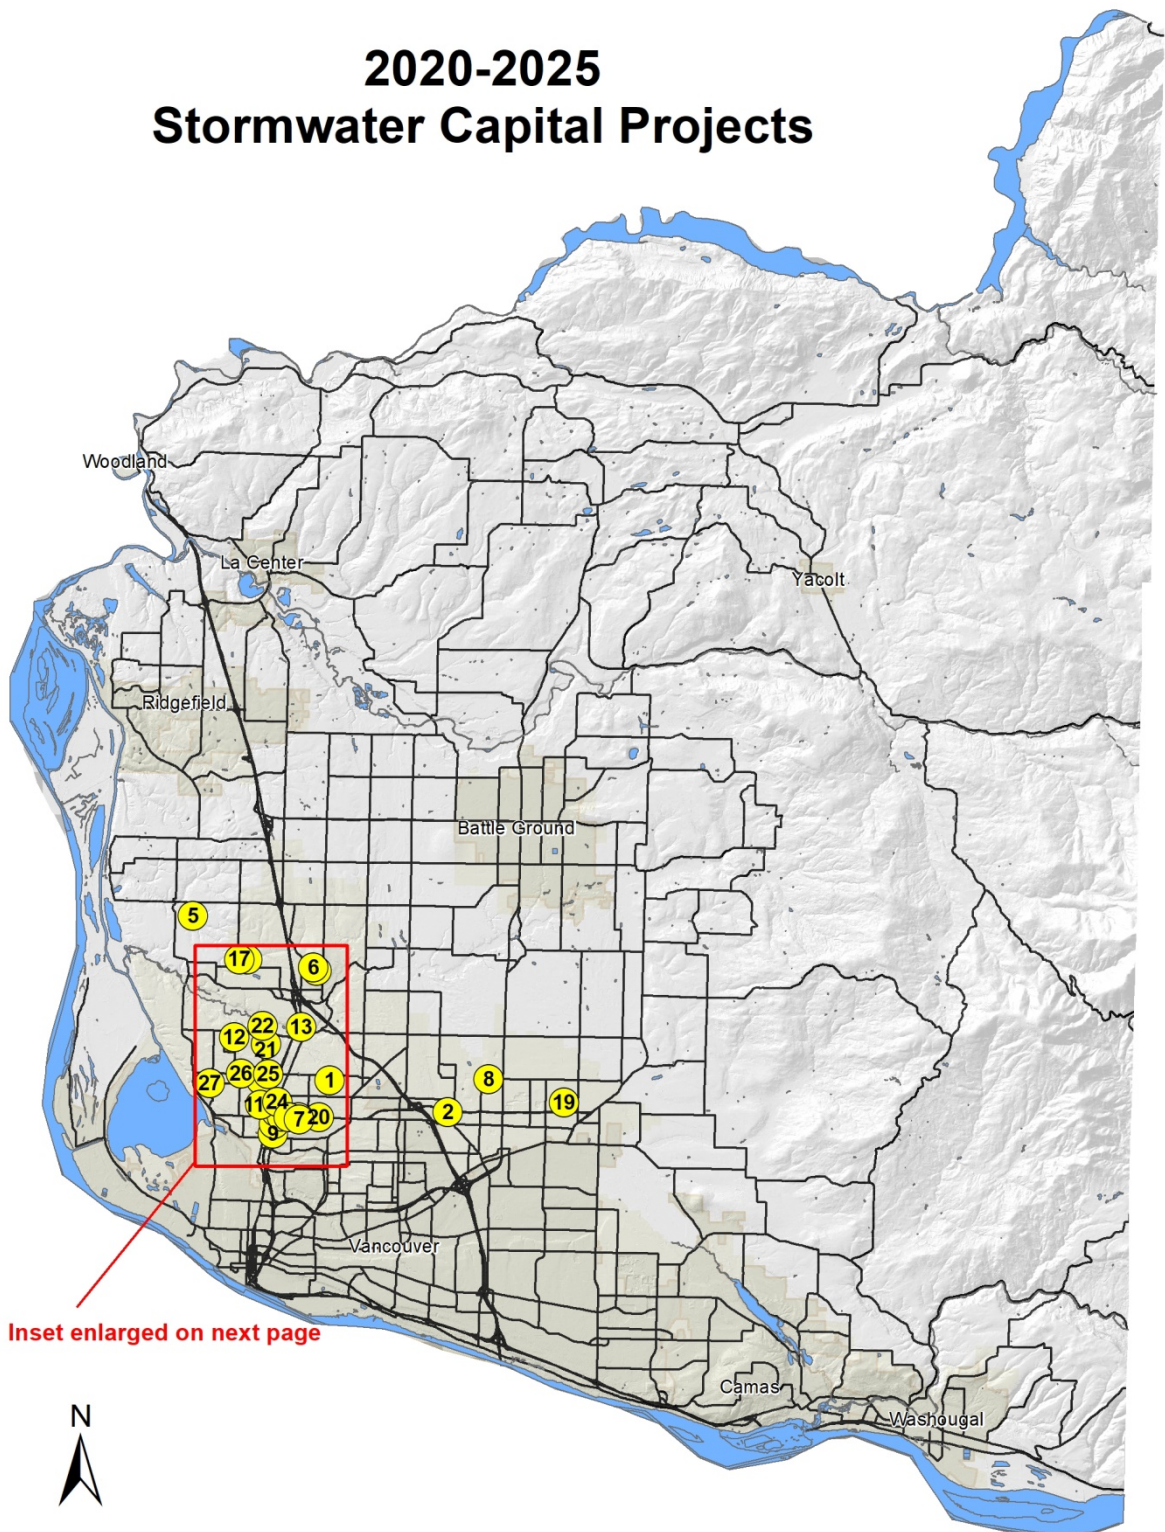 2020-2025
Stormwater Capital Projects
Woodland
La Center
Yacolt
Ridgefield
Battle Ground
5
17
6
22
13
12
21
26
25
27
1
8
11
24
19
2
7
20
9
Vancouver
Inset enlarged on next page
Camas
N
Washougal